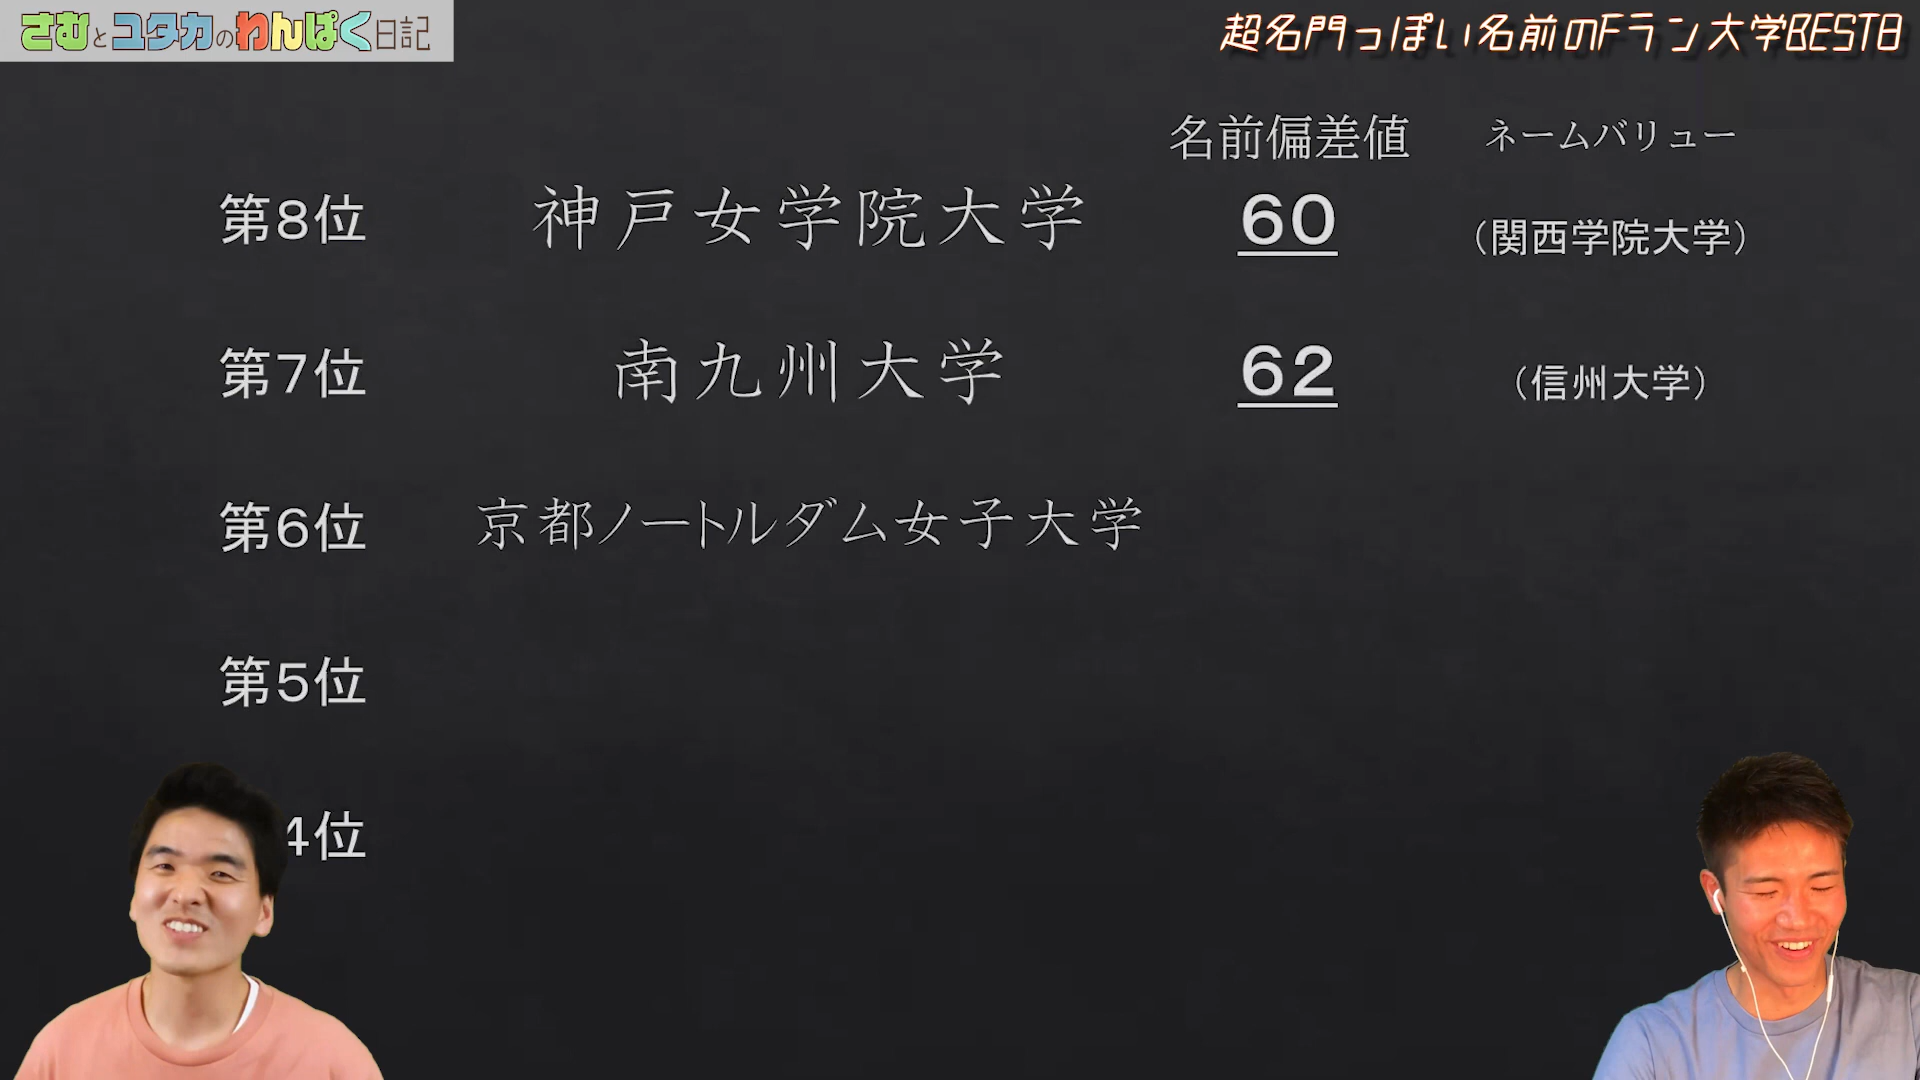 さむとユタカのわんぱく日記
超名門っぽい名前のFラン大学BEST8
名前偏差値 ネームバリュー
第8位 神戸女学院大学 60 (関西学院大学)
第7位 南九州大学 62 (信州大学)
第6位 京都ノートルダム女子大学
第5位
4位